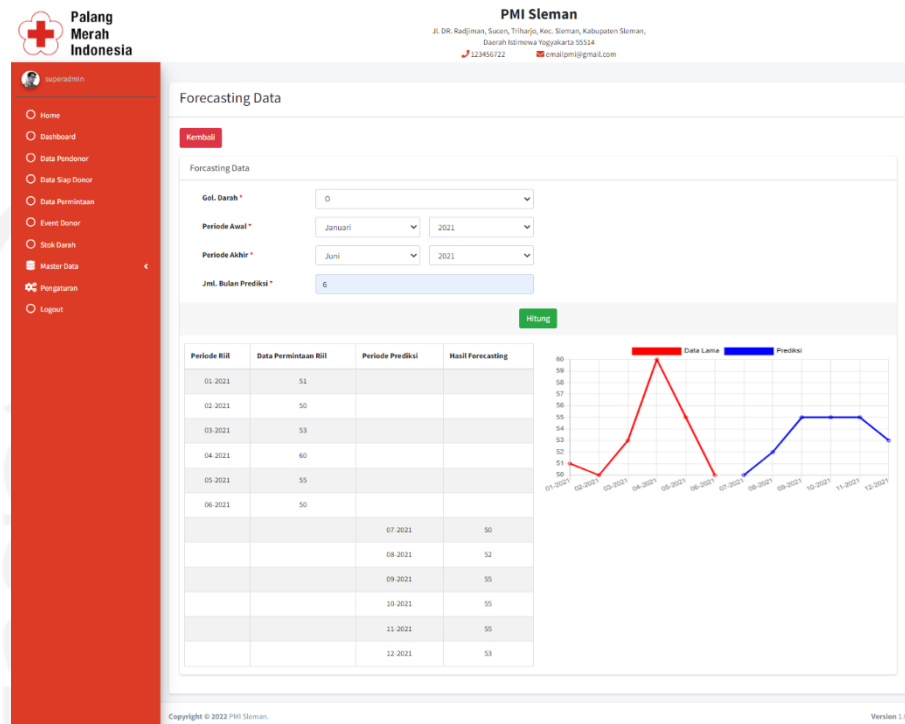 Palang
Merah
Indonesia
PMI Sleman
Jl. DR. Radjiman, Sucen, Triharjo, Kec. Sleman, Kabupaten Sleman,
Daerah Istimewa Yogyakarta 55514
123456722 emailpmi@gmail.com
superadmin
Home
Dashboard
Data Pendonor
Data Siap Donor
Data Permintaan
Event Donor
Stok Darah
Master Data
Pengaturan
Logout
Forecasting Data
Kembali
Forcasting Data
Gol. Darah * O
Periode Awal * Januari 2021
Periode Akhir * Juni 2021
Jml. Bulan Prediksi * 6
Hitung
Periode Riil Data Permintaan Riil Periode Prediksi Hasil Forecasting
01-2021 51
02-2021 50
03-2021 53
04-2021 60
05-2021 55
06-2021 50
07-2021 50
08-2021 52
09-2021 55
10-2021 55
11-2021 55
12-2021 53
Data Lama Prediksi
60
59
58
57
56
55
54
53
52
51
50
01-2021 02-2021 03-2021 04-2021 05-2021 06-2021 07-2021 08-2021 09-2021 10-2021 11-2021 12-2021
Copyright © 2022 PMI Sleman.
Version